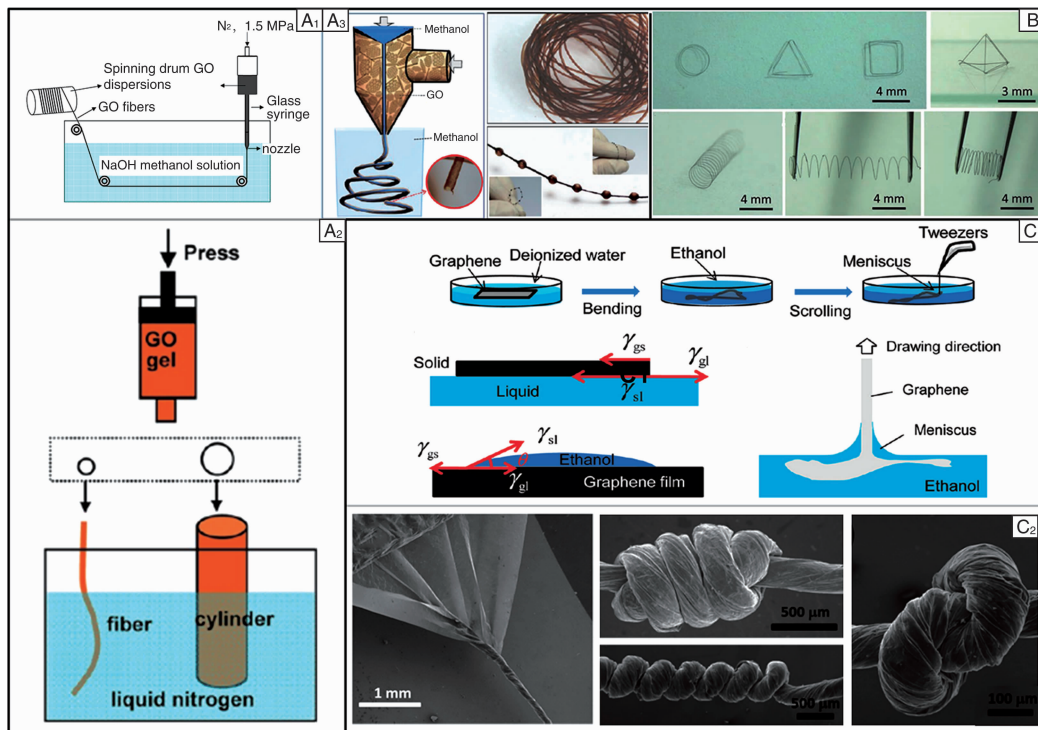 A₁
N₂, 1.5 MPa
Spinning drum GO
dispersions
GO fibers
Glass
syringe
nozzle
NaOH methanol solution
A₃
Methanol
GO
Methanol
B
4 mm
3 mm
4 mm
4 mm
4 mm
A₂
Press
GO
gel
fiber
cylinder
liquid nitrogen
C
Tweezers
Graphene
Deionized water
Ethanol
Meniscus
Bending
Scrolling
γgs
γgl
Solid
Liquid
γsl
Drawing direction
Graphene
Meniscus
Ethanol
γgs
γsl
θ
Ethanol
γgl
Graphene film
C₂
1 mm
500 µm
500 µm
100 µm